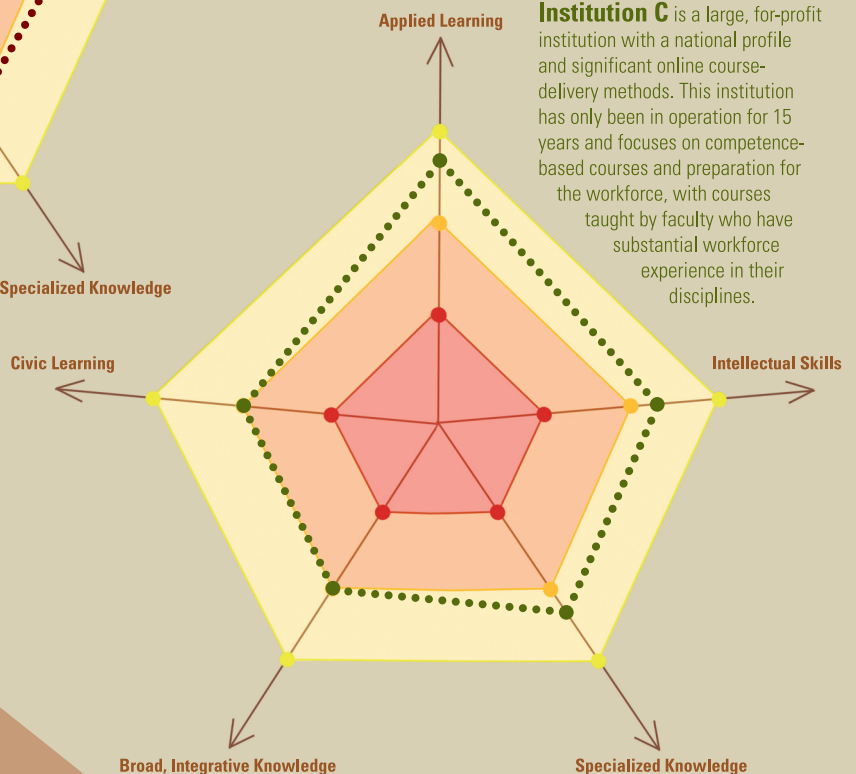 Applied Learning
Institution C is a large, for-profit
institution with a national profile
and significant online course-
delivery methods. This institution
has only been in operation for 15
years and focuses on competence-
based courses and preparation for
the workforce, with courses
taught by faculty who have
substantial workforce
experience in their
disciplines.
Specialized Knowledge
Civic Learning
Intellectual Skills
Broad, Integrative Knowledge
Specialized Knowledge